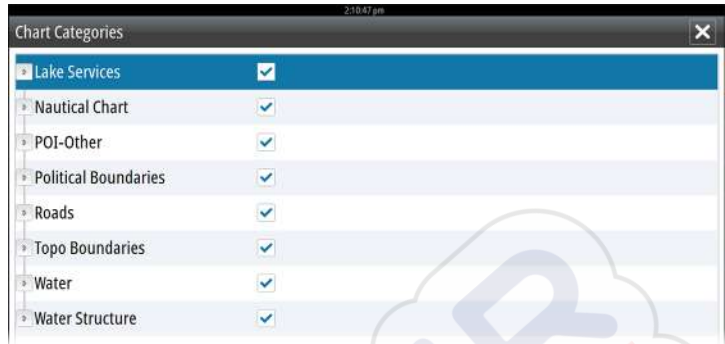 2:10:47 pm
Chart Categories
Lake Services
Nautical Chart
POI-Other
Political Boundaries
Roads
Topo Boundaries
Water
Water Structure